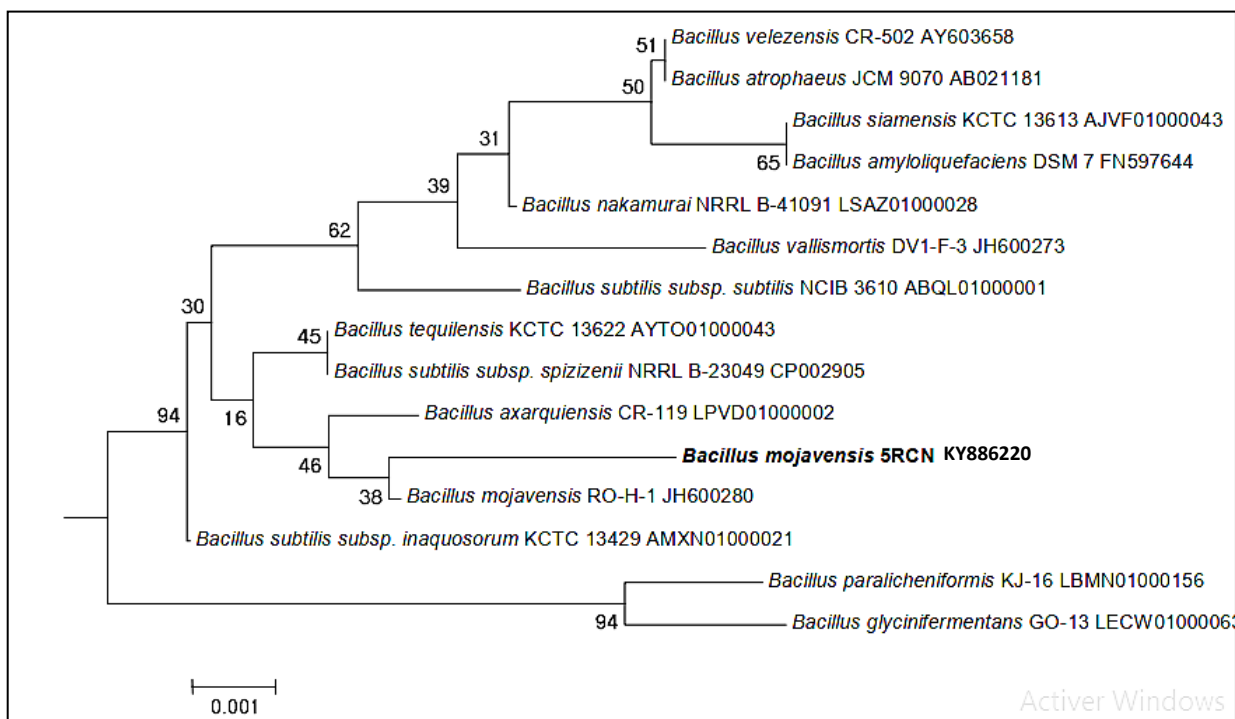 51
Bacillus velezensis CR-502 AY603658
Bacillus atrophaeus JCM 9070 AB021181
50
Bacillus siamensis KCTC 13613 AJVF01000043
65
Bacillus amyloliquefaciens DSM 7 FN597644
31
Bacillus nakamurai NRRL B-41091 LSAZ01000028
39
Bacillus vallismortis DV1-F-3 JH600273
62
Bacillus subtilis subsp. subtilis NCIB 3610 ABQL01000001
30
45
Bacillus tequilensis KCTC 13622 AYTO01000043
Bacillus subtilis subsp. spizizenii NRRL B-23049 CP002905
94
16
Bacillus axarquiensis CR-119 LPVD01000002
46
Bacillus mojavensis 5RCN KY886220
38
Bacillus mojavensis RO-H-1 JH600280
Bacillus subtilis subsp. inaquosorum KCTC 13429 AMXN01000021
Bacillus paralicheniformis KJ-16 LBMN01000156
94
Bacillus glycinifermentans GO-13 LECW01000063
0.001
Activer Windows